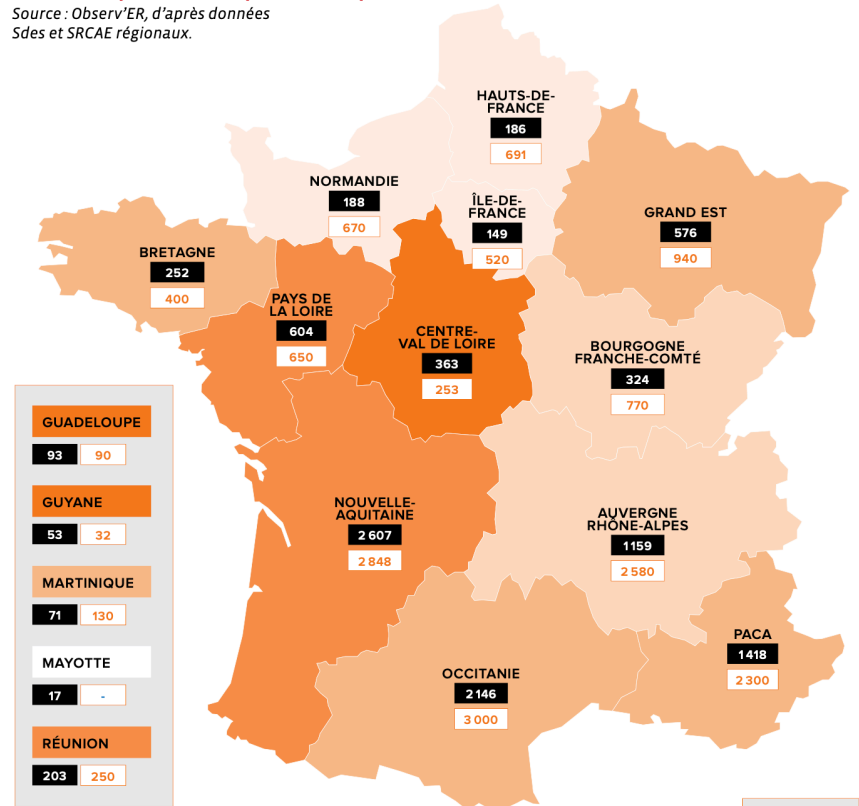 Source : Observ’ER, d’après données
Sdes et SRCAE régionaux.
HAUTS-DE-
FRANCE
186
691
NORMANDIE
188
670
ÎLE-DE-
FRANCE
149
520
GRAND EST
576
940
BRETAGNE
252
400
PAYS DE
LA LOIRE
604
650
CENTRE-
VAL DE LOIRE
363
253
BOURGOGNE
FRANCHE-COMTÉ
324
770
NOUVELLE-
AQUITAINE
2 607
2 848
AUVERGNE
RHÔNE-ALPES
1 159
2 580
PACA
1 418
2 300
OCCITANIE
2 146
3 000
GUADELOUPE
93 90
GUYANE
53 32
MARTINIQUE
71 130
MAYOTTE
17 -
RÉUNION
203 250